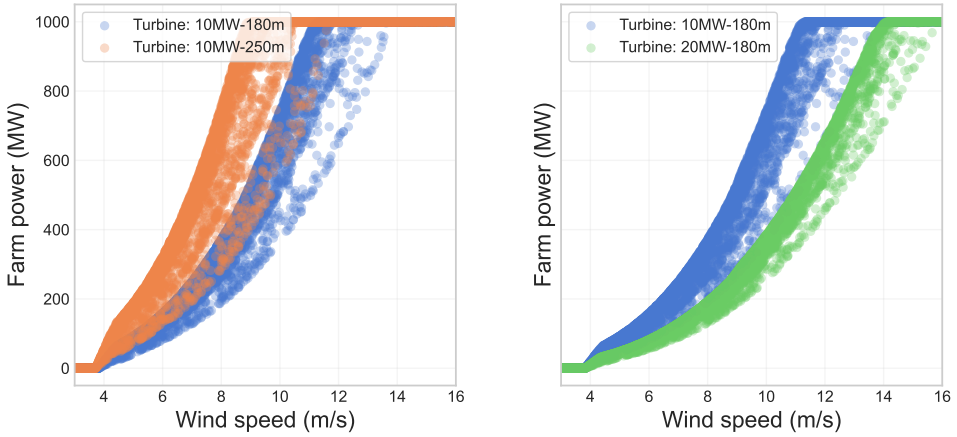 Turbine: 10MW-180m
Turbine: 10MW-250m
1000
800
600
400
200
0
Farm power (MW)
4 6 8 10 12 14 16
Wind speed (m/s)
Turbine: 10MW-180m
Turbine: 20MW-180m
Farm power (MW)
4 6 8 10 12 14 16
Wind speed (m/s)